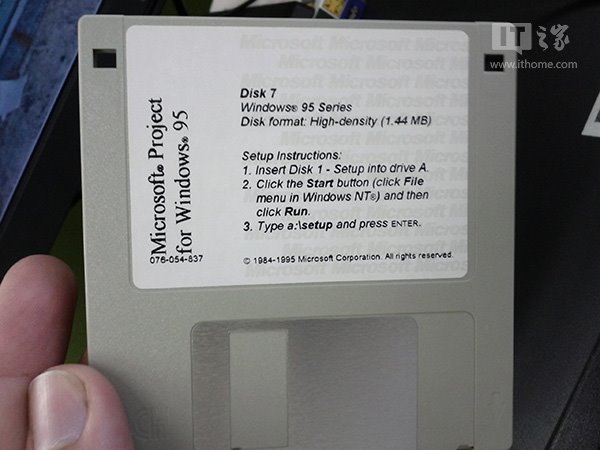 Microsoft Microsoft Microsoft
IT之家
www.ithome.com
Microsoft® Project
for Windows® 95
076-054-837
Disk 7
Windows® 95 Series
Disk format: High-density (1.44 MB)
Setup Instructions:
1. Insert Disk 1 - Setup into drive A.
2. Click the Start button (click File
menu in Windows NT®) and then
click Run.
3. Type a:\setup and press ENTER.
© 1984-1995 Microsoft Corporation. All rights reserved.